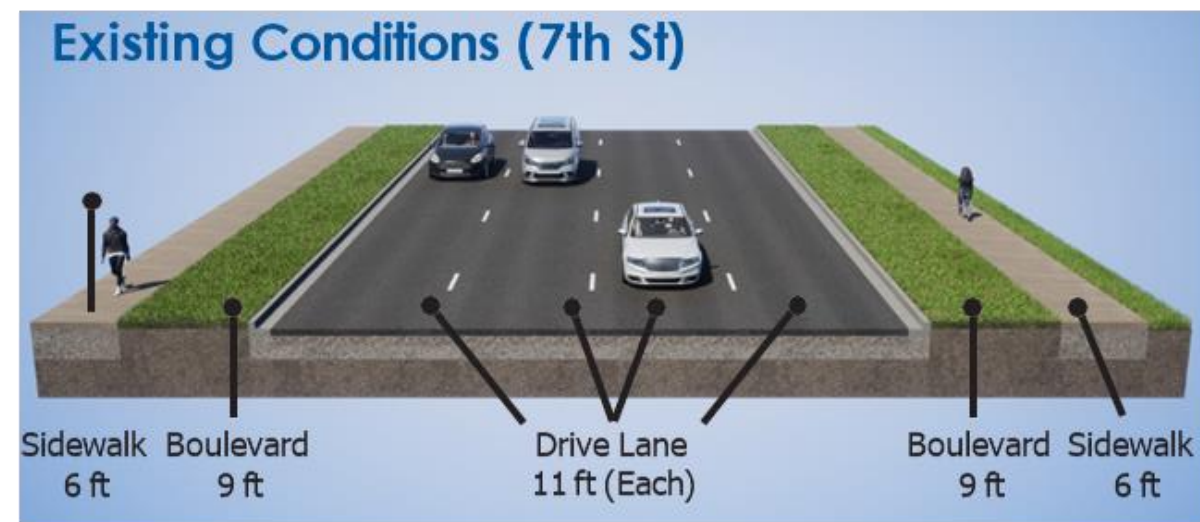 Existing Conditions (7th St)
Sidewalk
6 ft
Boulevard
9 ft
Drive Lane
11 ft (Each)
Boulevard
9 ft
Sidewalk
6 ft